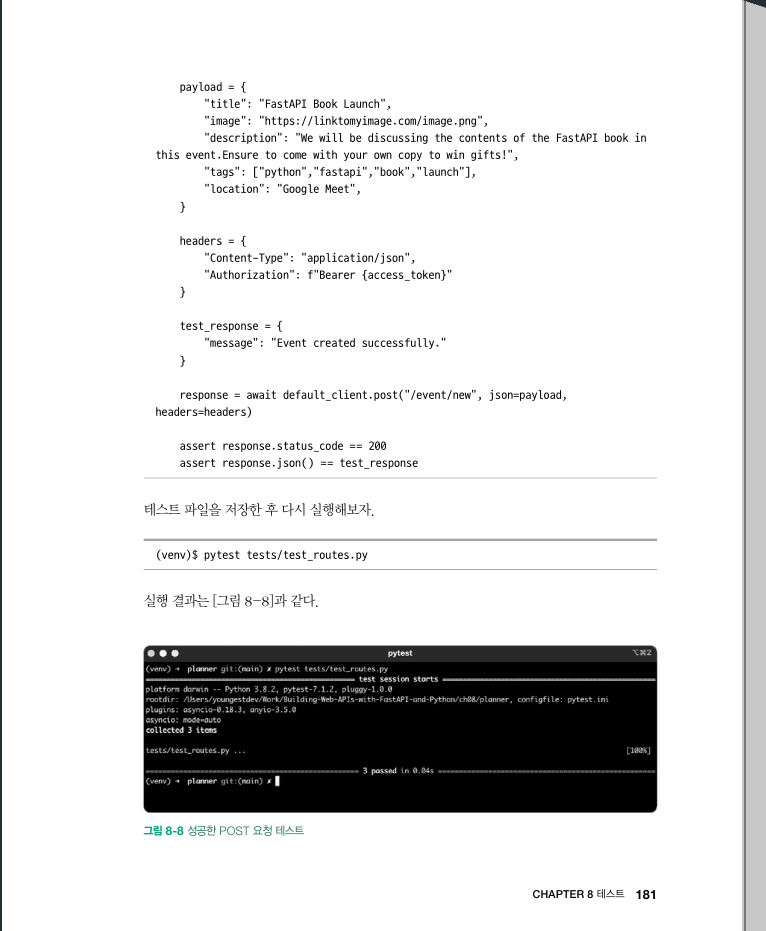 payload = {
"title": "FastAPI Book Launch",
"image": "https://linktomyimage.com/image.png",
"description": "We will be discussing the contents of the FastAPI book in
this event.Ensure to come with your own copy to win gifts!",
"tags": ["python","fastapi","book","launch"],
"location": "Google Meet",
}
headers = {
"Content-Type": "application/json",
"Authorization": f"Bearer {access_token}"
}
test_response = {
"message": "Event created successfully."
}
response = await default_client.post("/event/new", json=payload,
headers=headers)
assert response.status_code == 200
assert response.json() == test_response
테스트 파일을 저장한 후 다시 실행해보자.
(venv)$ pytest tests/test_routes.py
실행 결과는 [그림 8-8]과 같다.
pytest ⌥⌘2
(venv) → planner git:(main) ✗ pytest tests/test_routes.py
test session starts
platform darwin -- Python 3.8.2, pytest-7.1.2, pluggy-1.0.0
rootdir: /Users/youngestdev/Work/Building-Web-APIs-with-FastAPI-and-Python/ch08/planner, configfile: pytest.ini
plugins: asyncio-0.18.3, anyio-3.5.0
asyncio: mode=auto
collected 3 items
tests/test_routes.py ... [100%]
3 passed in 0.04s
(venv) → planner git:(main) ✗
그림 8-8 성공한 POST 요청 테스트
CHAPTER 8 테스트 181